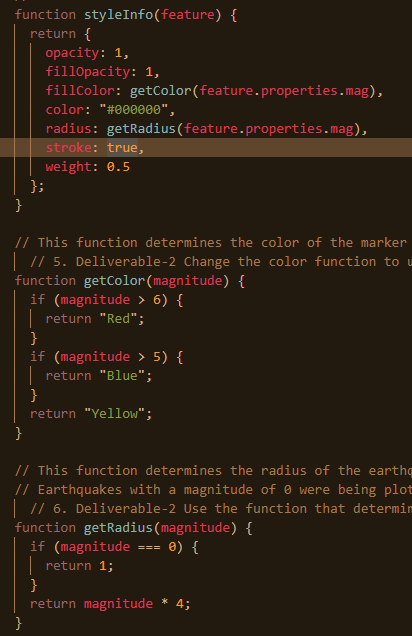 function styleInfo(feature) {
return {
opacity: 1,
fillOpacity: 1,
fillColor: getColor(feature.properties.mag),
color: "#000000",
radius: getRadius(feature.properties.mag),
stroke: true,
weight: 0.5
};
}
// This function determines the color of the marker
// 5. Deliverable-2 Change the color function to u
function getColor(magnitude) {
if (magnitude > 6) {
return "Red";
}
if (magnitude > 5) {
return "Blue";
}
return "Yellow";
}
// This function determines the radius of the earthq
// Earthquakes with a magnitude of 0 were being plot
// 6. Deliverable-2 Use the function that determin
function getRadius(magnitude) {
if (magnitude === 0) {
return 1;
}
return magnitude * 4;
}